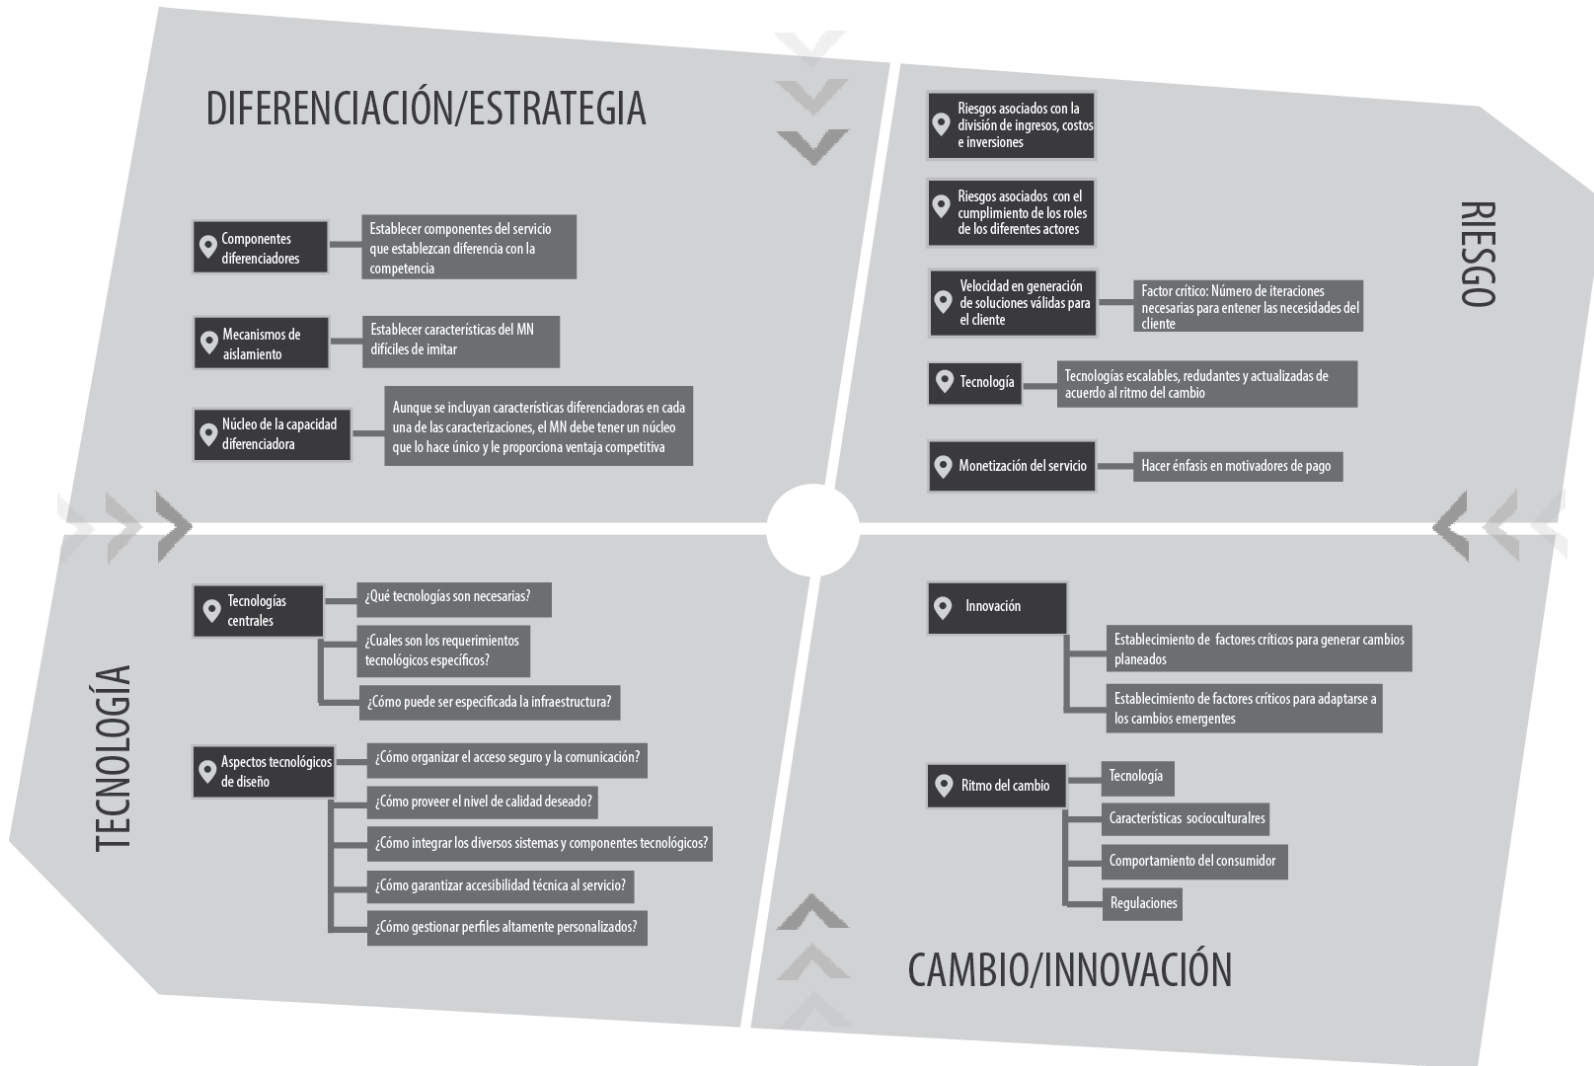 DIFERENCIACIÓN/ESTRATEGIA
Componentes
diferenciadores
Establecer componentes del servicio
que establezcan diferencia con la
competencia
Mecanismos de
aislamiento
Establecer características del MN
difíciles de imitar
Núcleo de la capacidad
diferenciadora
Aunque se incluyan características diferenciadoras en cada
una de las caracterizaciones, el MN debe tener un núcleo
que lo hace único y le proporciona ventaja competitiva
RIESGO
Riesgos asociados con la
división de ingresos, costos
e inversiones
Riesgos asociados con el
cumplimiento de los roles
de los diferentes actores
Velocidad en generación
de soluciones válidas para
el cliente
Factor crítico: Número de iteraciones
necesarias para entener las necesidades del
cliente
Tecnología
Tecnologías escalables, redudantes y actualizadas de
acuerdo al ritmo del cambio
Monetización del servicio
Hacer énfasis en motivadores de pago
TECNOLOGÍA
Tecnologías
centrales
¿Qué tecnologías son necesarias?
¿Cuales son los requerimientos
tecnológicos específicos?
¿Cómo puede ser especificada la infraestructura?
Aspectos tecnológicos
de diseño
¿Cómo organizar el acceso seguro y la comunicación?
¿Cómo proveer el nivel de calidad deseado?
¿Cómo integrar los diversos sistemas y componentes tecnológicos?
¿Cómo garantizar accesibilidad técnica al servicio?
¿Cómo gestionar perfiles altamente personalizados?
Innovación
Establecimiento de factores críticos para generar cambios
planeados
Establecimiento de factores críticos para adaptarse a
los cambios emergentes
Ritmo del cambio
Tecnología
Características socioculturalres
Comportamiento del consumidor
Regulaciones
CAMBIO/INNOVACIÓN